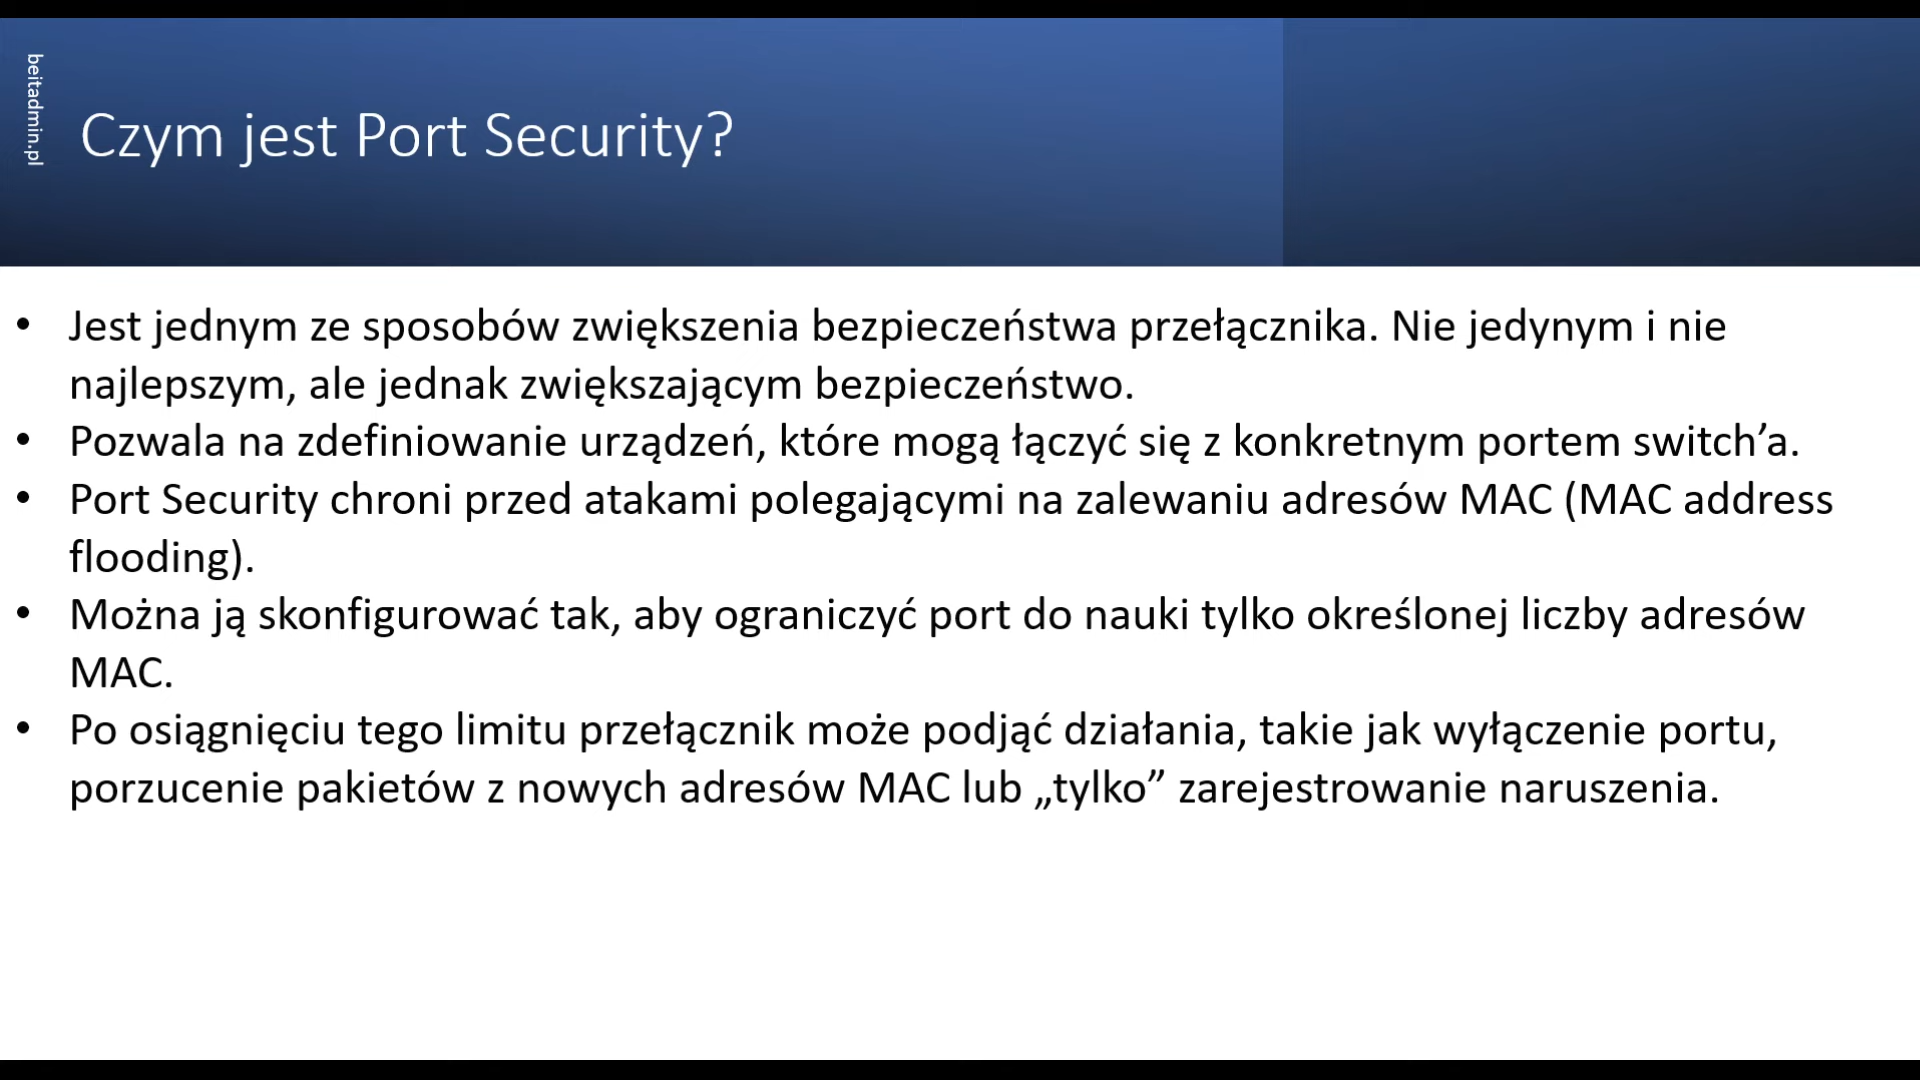 beitadmin.pl
Czym jest Port Security?
• Jest jednym ze sposobów zwiększenia bezpieczeństwa przełącznika. Nie jedynym i nie
najlepszym, ale jednak zwiększającym bezpieczeństwo.
• Pozwala na zdefiniowanie urządzeń, które mogą łączyć się z konkretnym portem switch’a.
• Port Security chroni przed atakami polegającymi na zalewaniu adresów MAC (MAC address
flooding).
• Można ją skonfigurować tak, aby ograniczyć port do nauki tylko określonej liczby adresów
MAC.
• Po osiągnięciu tego limitu przełącznik może podjąć działania, takie jak wyłączenie portu,
porzucenie pakietów z nowych adresów MAC lub „tylko” zarejestrowanie naruszenia.